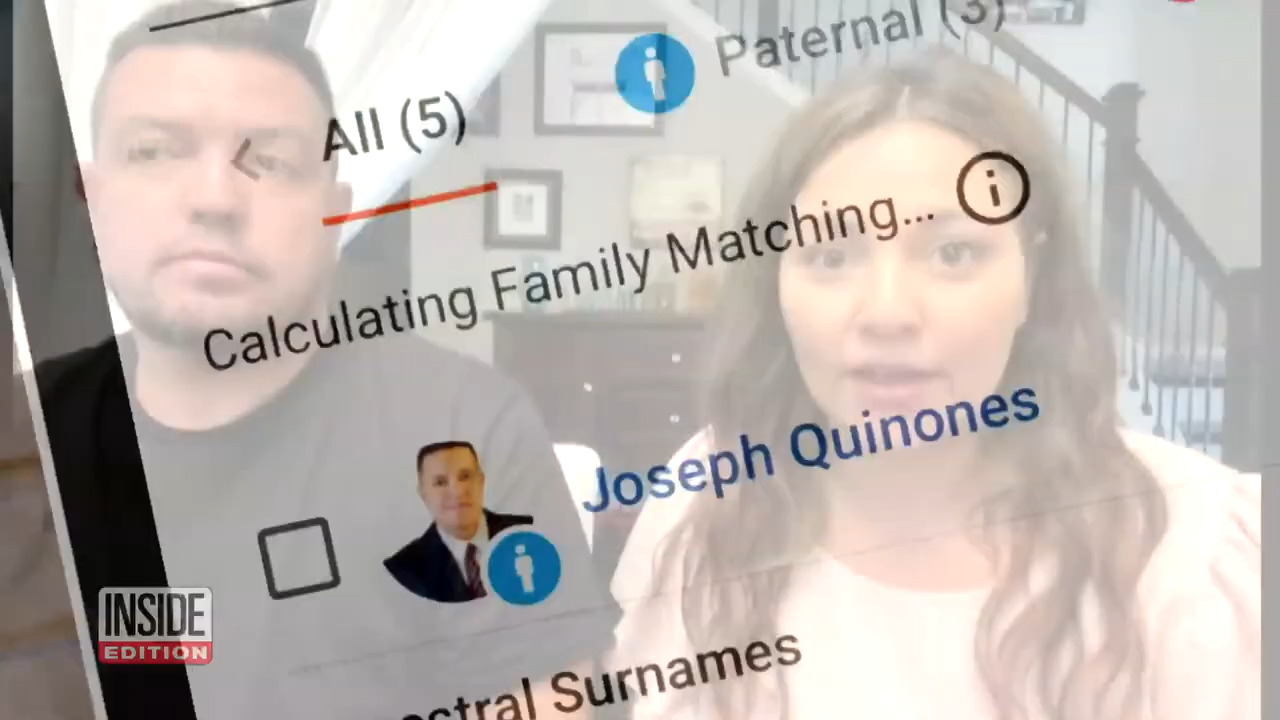 Paternal (3)
All (5)
Calculating Family Matching...
Joseph Quinones
Surnames
INSIDE
EDITION